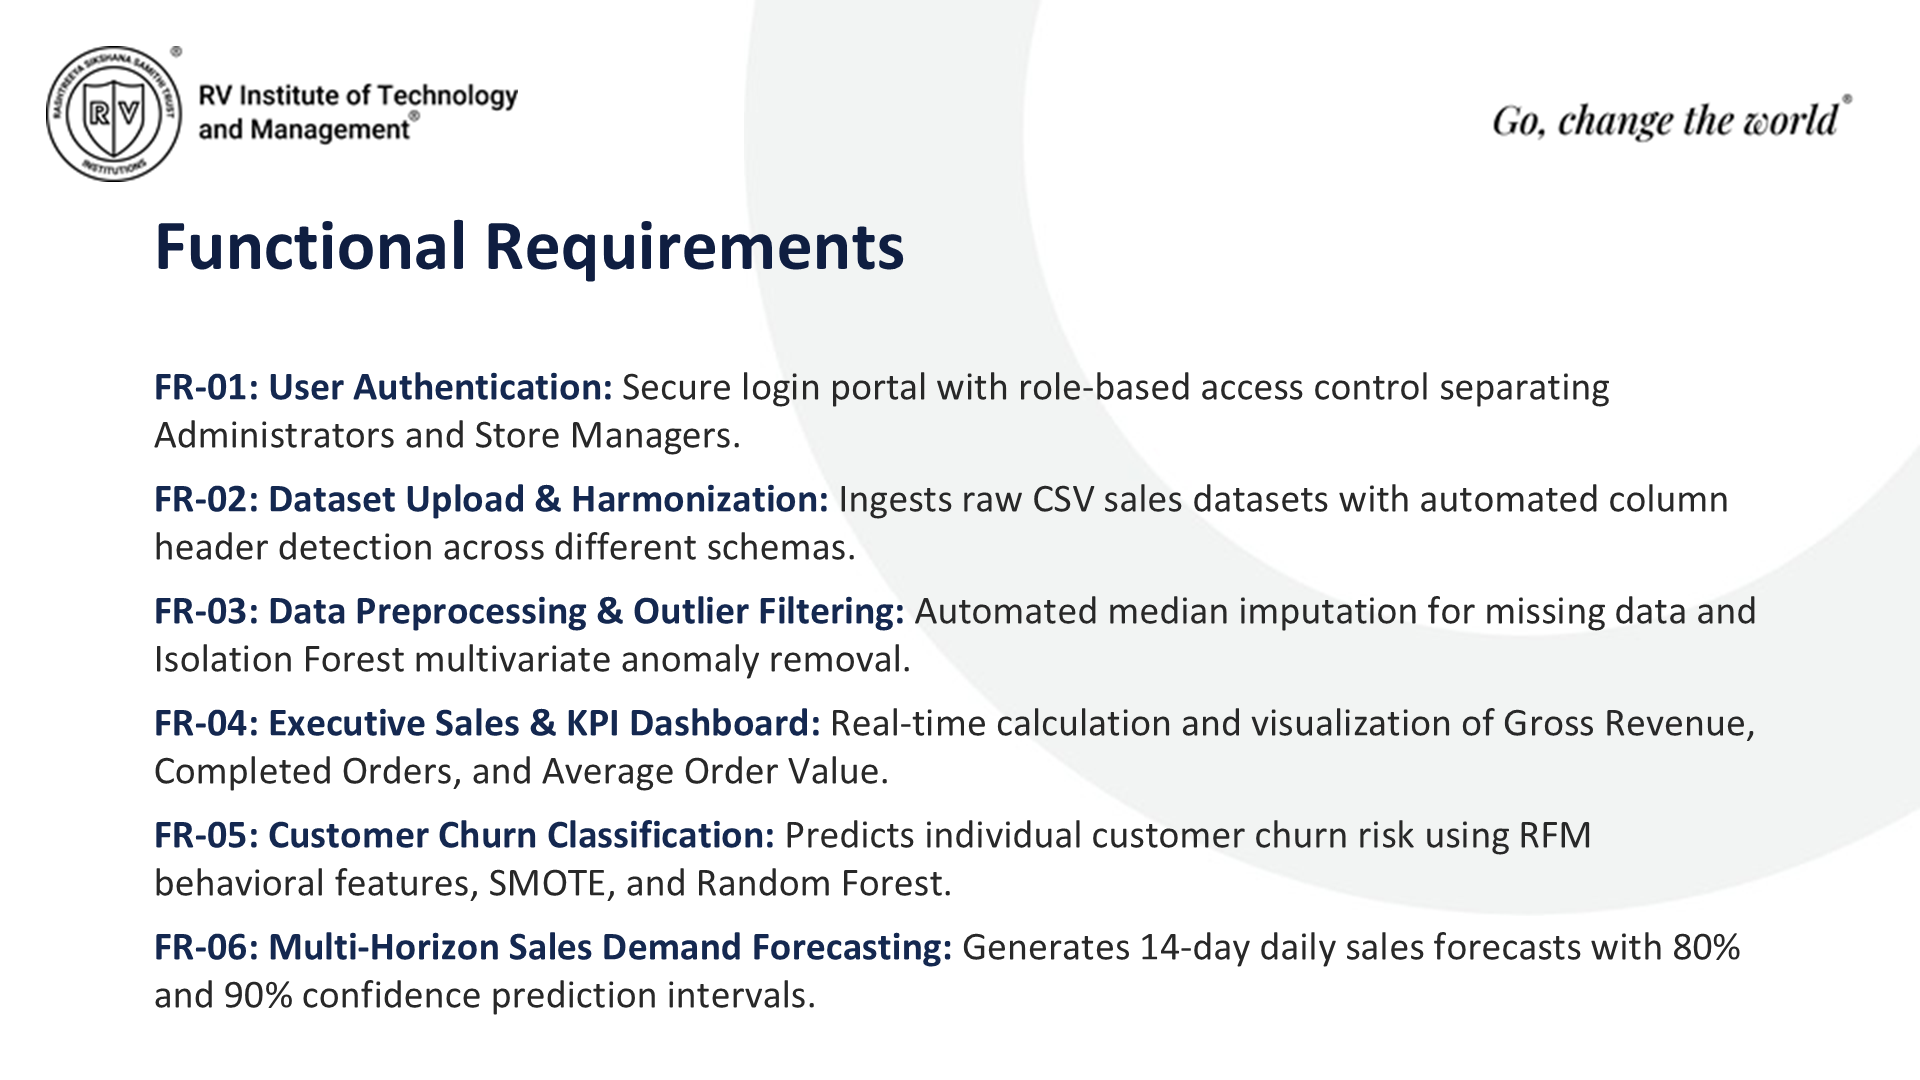 RASHTREEYA SIKSHANA SAMITHI TRUST
RV
INSTITUTIONS
®
RV Institute of Technology
and Management®
Go, change the world®
Functional Requirements
FR-01: User Authentication: Secure login portal with role-based access control separating
Administrators and Store Managers.
FR-02: Dataset Upload & Harmonization: Ingests raw CSV sales datasets with automated column
header detection across different schemas.
FR-03: Data Preprocessing & Outlier Filtering: Automated median imputation for missing data and
Isolation Forest multivariate anomaly removal.
FR-04: Executive Sales & KPI Dashboard: Real-time calculation and visualization of Gross Revenue,
Completed Orders, and Average Order Value.
FR-05: Customer Churn Classification: Predicts individual customer churn risk using RFM
behavioral features, SMOTE, and Random Forest.
FR-06: Multi-Horizon Sales Demand Forecasting: Generates 14-day daily sales forecasts with 80%
and 90% confidence prediction intervals.